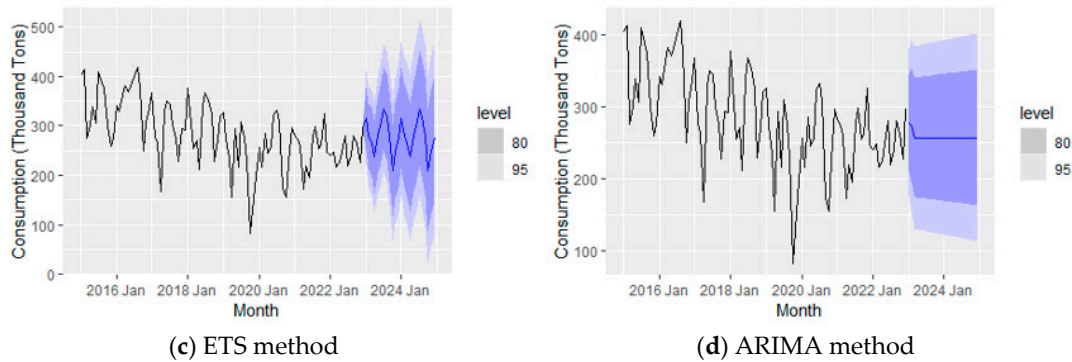 500
400
300
200
100
0
Consumption (Thousand Tons)
2016 Jan 2018 Jan 2020 Jan 2022 Jan 2024 Jan
Month
level
80
95
(c) ETS method
400
300
200
100
Consumption (Thousand Tons)
2016 Jan 2018 Jan 2020 Jan 2022 Jan 2024 Jan
Month
level
80
95
(d) ARIMA method